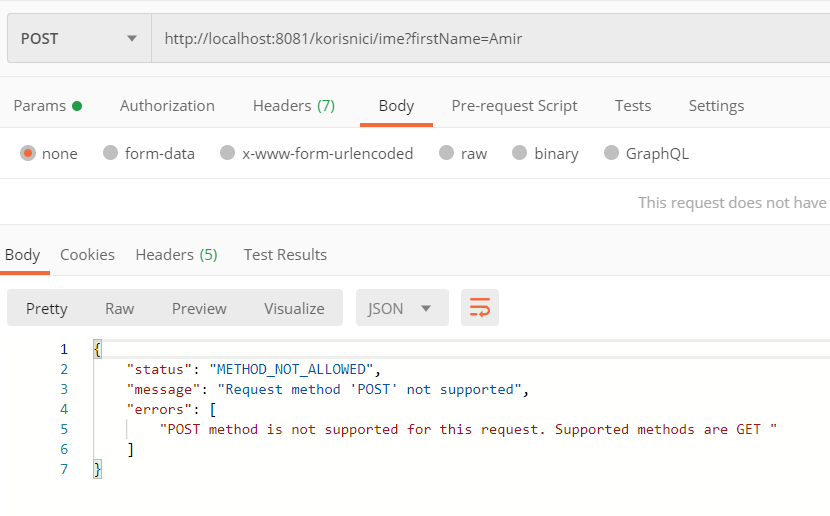 POST http://localhost:8081/korisnici/ime?firstName=Amir
Params Authorization Headers (7) Body Pre-request Script Tests Settings
none form-data x-www-form-urlencoded raw binary GraphQL
This request does not have
Body Cookies Headers (5) Test Results
Pretty Raw Preview Visualize JSON
1 {
2 "status": "METHOD_NOT_ALLOWED",
3 "message": "Request method 'POST' not supported",
4 "errors": [
5 "POST method is not supported for this request. Supported methods are GET "
6 ]
7 }